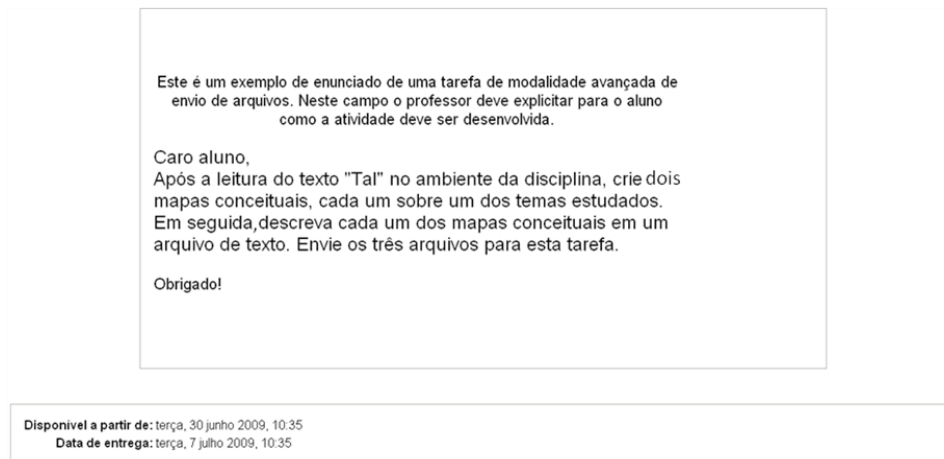 Este é um exemplo de enunciado de uma tarefa de modalidade avançada de
envio de arquivos. Neste campo o professor deve explicitar para o aluno
como a atividade deve ser desenvolvida.
Caro aluno,
Após a leitura do texto "Tal" no ambiente da disciplina, crie dois
mapas conceituais, cada um sobre um dos temas estudados.
Em seguida,descreva cada um dos mapas conceituais em um
arquivo de texto. Envie os três arquivos para esta tarefa.
Obrigado!
Disponível a partir de: terça, 30 junho 2009, 10:35
Data de entrega: terça, 7 julho 2009, 10:35